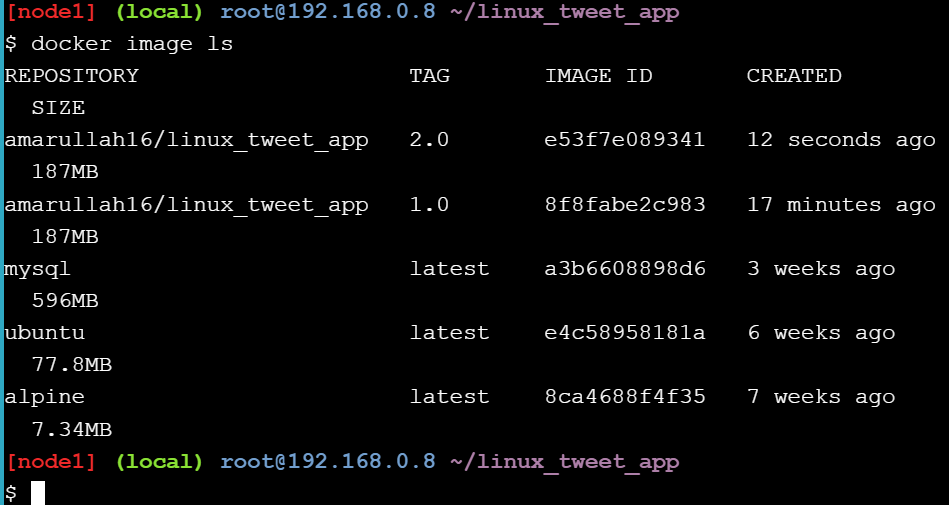 [node1] (local) root@192.168.0.8 ~/linux_tweet_app
$ docker image ls
REPOSITORY                    TAG       IMAGE ID       CREATED
  SIZE
amarullah16/linux_tweet_app   2.0       e53f7e089341   12 seconds ago
  187MB
amarullah16/linux_tweet_app   1.0       8f8fabe2c983   17 minutes ago
  187MB
mysql                         latest    a3b6608898d6   3 weeks ago
  596MB
ubuntu                        latest    e4c58958181a   6 weeks ago
  77.8MB
alpine                        latest    8ca4688f4f35   7 weeks ago
  7.34MB
[node1] (local) root@192.168.0.8 ~/linux_tweet_app
$